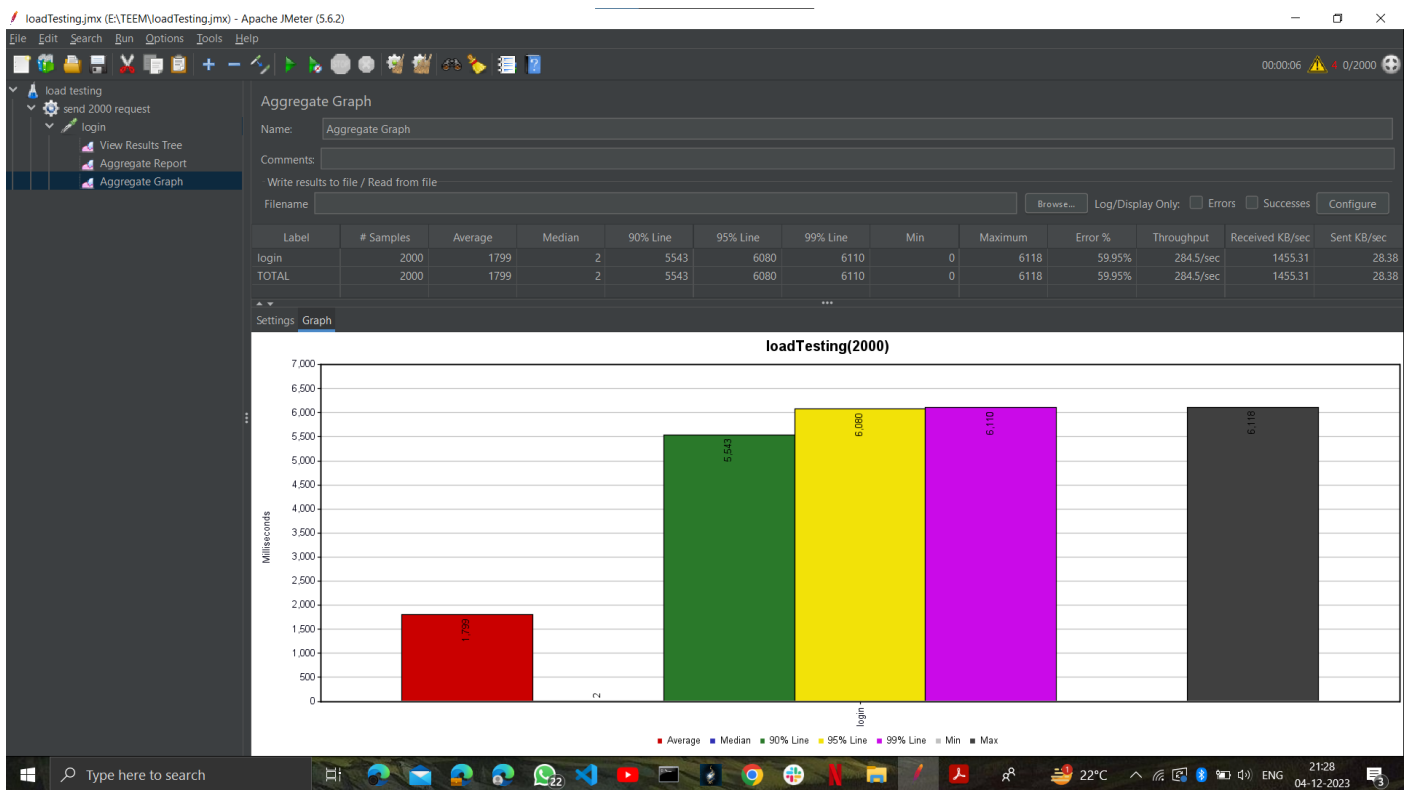 loadTesting.jmx (E:\TEEM\loadTesting.jmx) - Apache JMeter (5.6.2)
File Edit Search Run Options Tools Help
00:00:06 4 0/2000
load testing
send 2000 request
login
View Results Tree
Aggregate Report
Aggregate Graph
Aggregate Graph
Name: Aggregate Graph
Comments:
Write results to file / Read from file
Filename Browse... Log/Display Only: Errors Successes Configure
Label # Samples Average Median 90% Line 95% Line 99% Line Min Maximum Error % Throughput Received KB/sec Sent KB/sec
login 2000 1799 2 5543 6080 6110 0 6118 59.95% 284.5/sec 1455.31 28.38
TOTAL 2000 1799 2 5543 6080 6110 0 6118 59.95% 284.5/sec 1455.31 28.38
Settings Graph
loadTesting(2000)
7,000
6,500
6,000
5,500
5,000
4,500
4,000
3,500
3,000
2,500
2,000
1,500
1,000
500
0
Milliseconds
1,799
2
5,543
6,080
6,110
6,118
login
Average Median 90% Line 95% Line 99% Line Min Max
Type here to search
22
22°C
ENG
21:28
04-12-2023
3